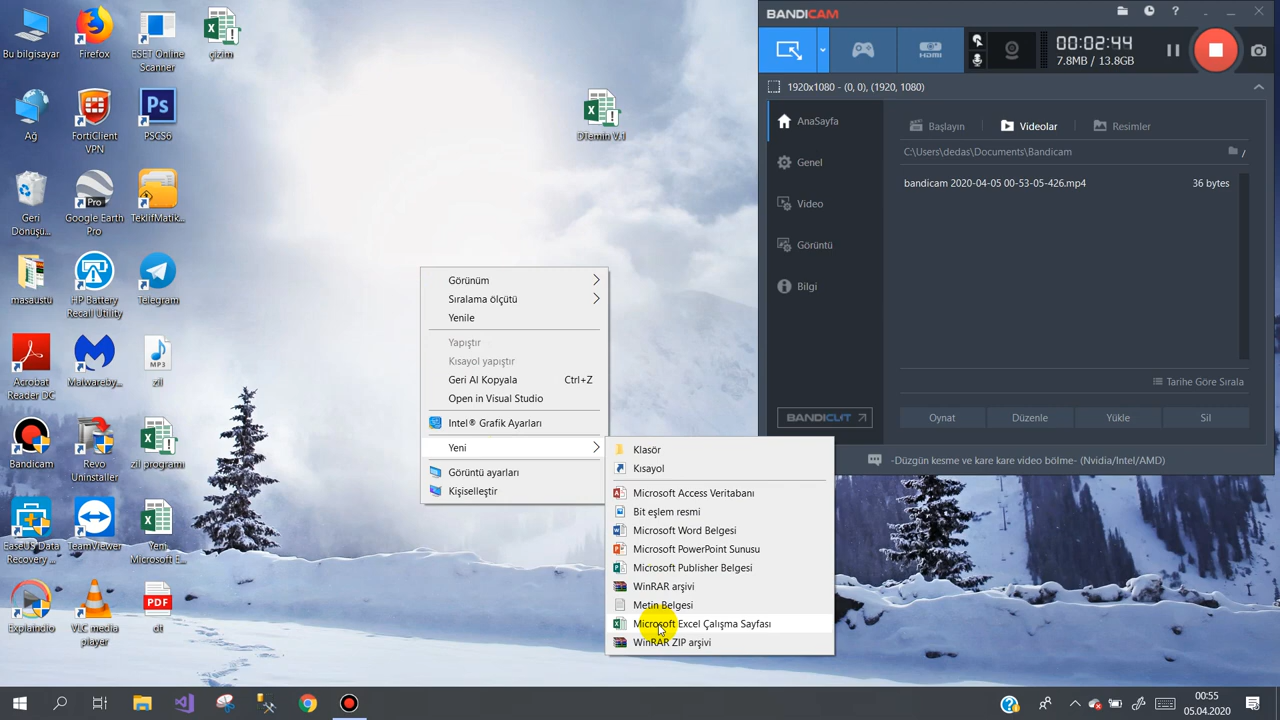 Bu bilgisayar
Firefox
ESET Online
Scanner
çizim
Ağ
FortiClient
VPN
PSCS6
DTemin V.1
Geri
Dönüşü...
Google Earth
Pro
Pro
TeklifMatik...
masaüstü
HP Battery
Recall Utility
Telegram
Acrobat
Reader DC
Malwareby...
MP3
zil
Bandicam
Revo
Uninstaller
zil programı
EaseUS Data
Recovery ...
TeamViewer
Yeni
Microsoft E...
Explaindio
VLC media
player
PDF
dt
Ps
Görünüm
Sıralama ölçütü
Yenile
Yapıştır
Kısayol yapıştır
Geri Al Kopyala Ctrl+Z
Open in Visual Studio
Intel® Grafik Ayarları
Yeni
Görüntü ayarları
Kişiselleştir
Klasör
Kısayol
Microsoft Access Veritabanı
Bit eşlem resmi
Microsoft Word Belgesi
Microsoft PowerPoint Sunusu
Microsoft Publisher Belgesi
WinRAR arşivi
Metin Belgesi
Microsoft Excel Çalışma Sayfası
WinRAR ZIP arşivi
BANDICAM
HDMI
00:02:44
7.8MB / 13.8GB
1920x1080 - (0, 0), (1920, 1080)
AnaSayfa
Genel
Video
Görüntü
Bilgi
BANDICUT
Başlayın
Videolar
Resimler
C:\Users\dedas\Documents\Bandicam
bandicam 2020-04-05 00-53-05-426.mp4 36 bytes
Tarihe Göre Sırala
Oynat Düzenle Yükle Sil
-Düzgün kesme ve kare kare video bölme- (Nvidia/Intel/AMD)
00:55
05.04.2020